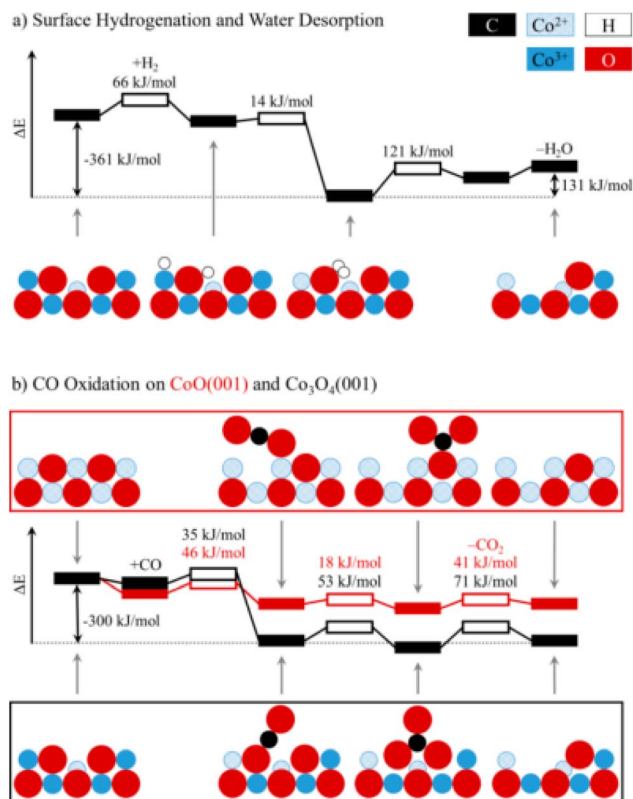 a) Surface Hydrogenation and Water Desorption
C Co²⁺ H
Co³⁺ O
+H₂
66 kJ/mol
14 kJ/mol
ΔE
-361 kJ/mol
121 kJ/mol
–H₂O
131 kJ/mol
b) CO Oxidation on CoO(001) and Co₃O₄(001)
ΔE
+CO
35 kJ/mol
46 kJ/mol
18 kJ/mol
53 kJ/mol
–CO₂
41 kJ/mol
71 kJ/mol
-300 kJ/mol